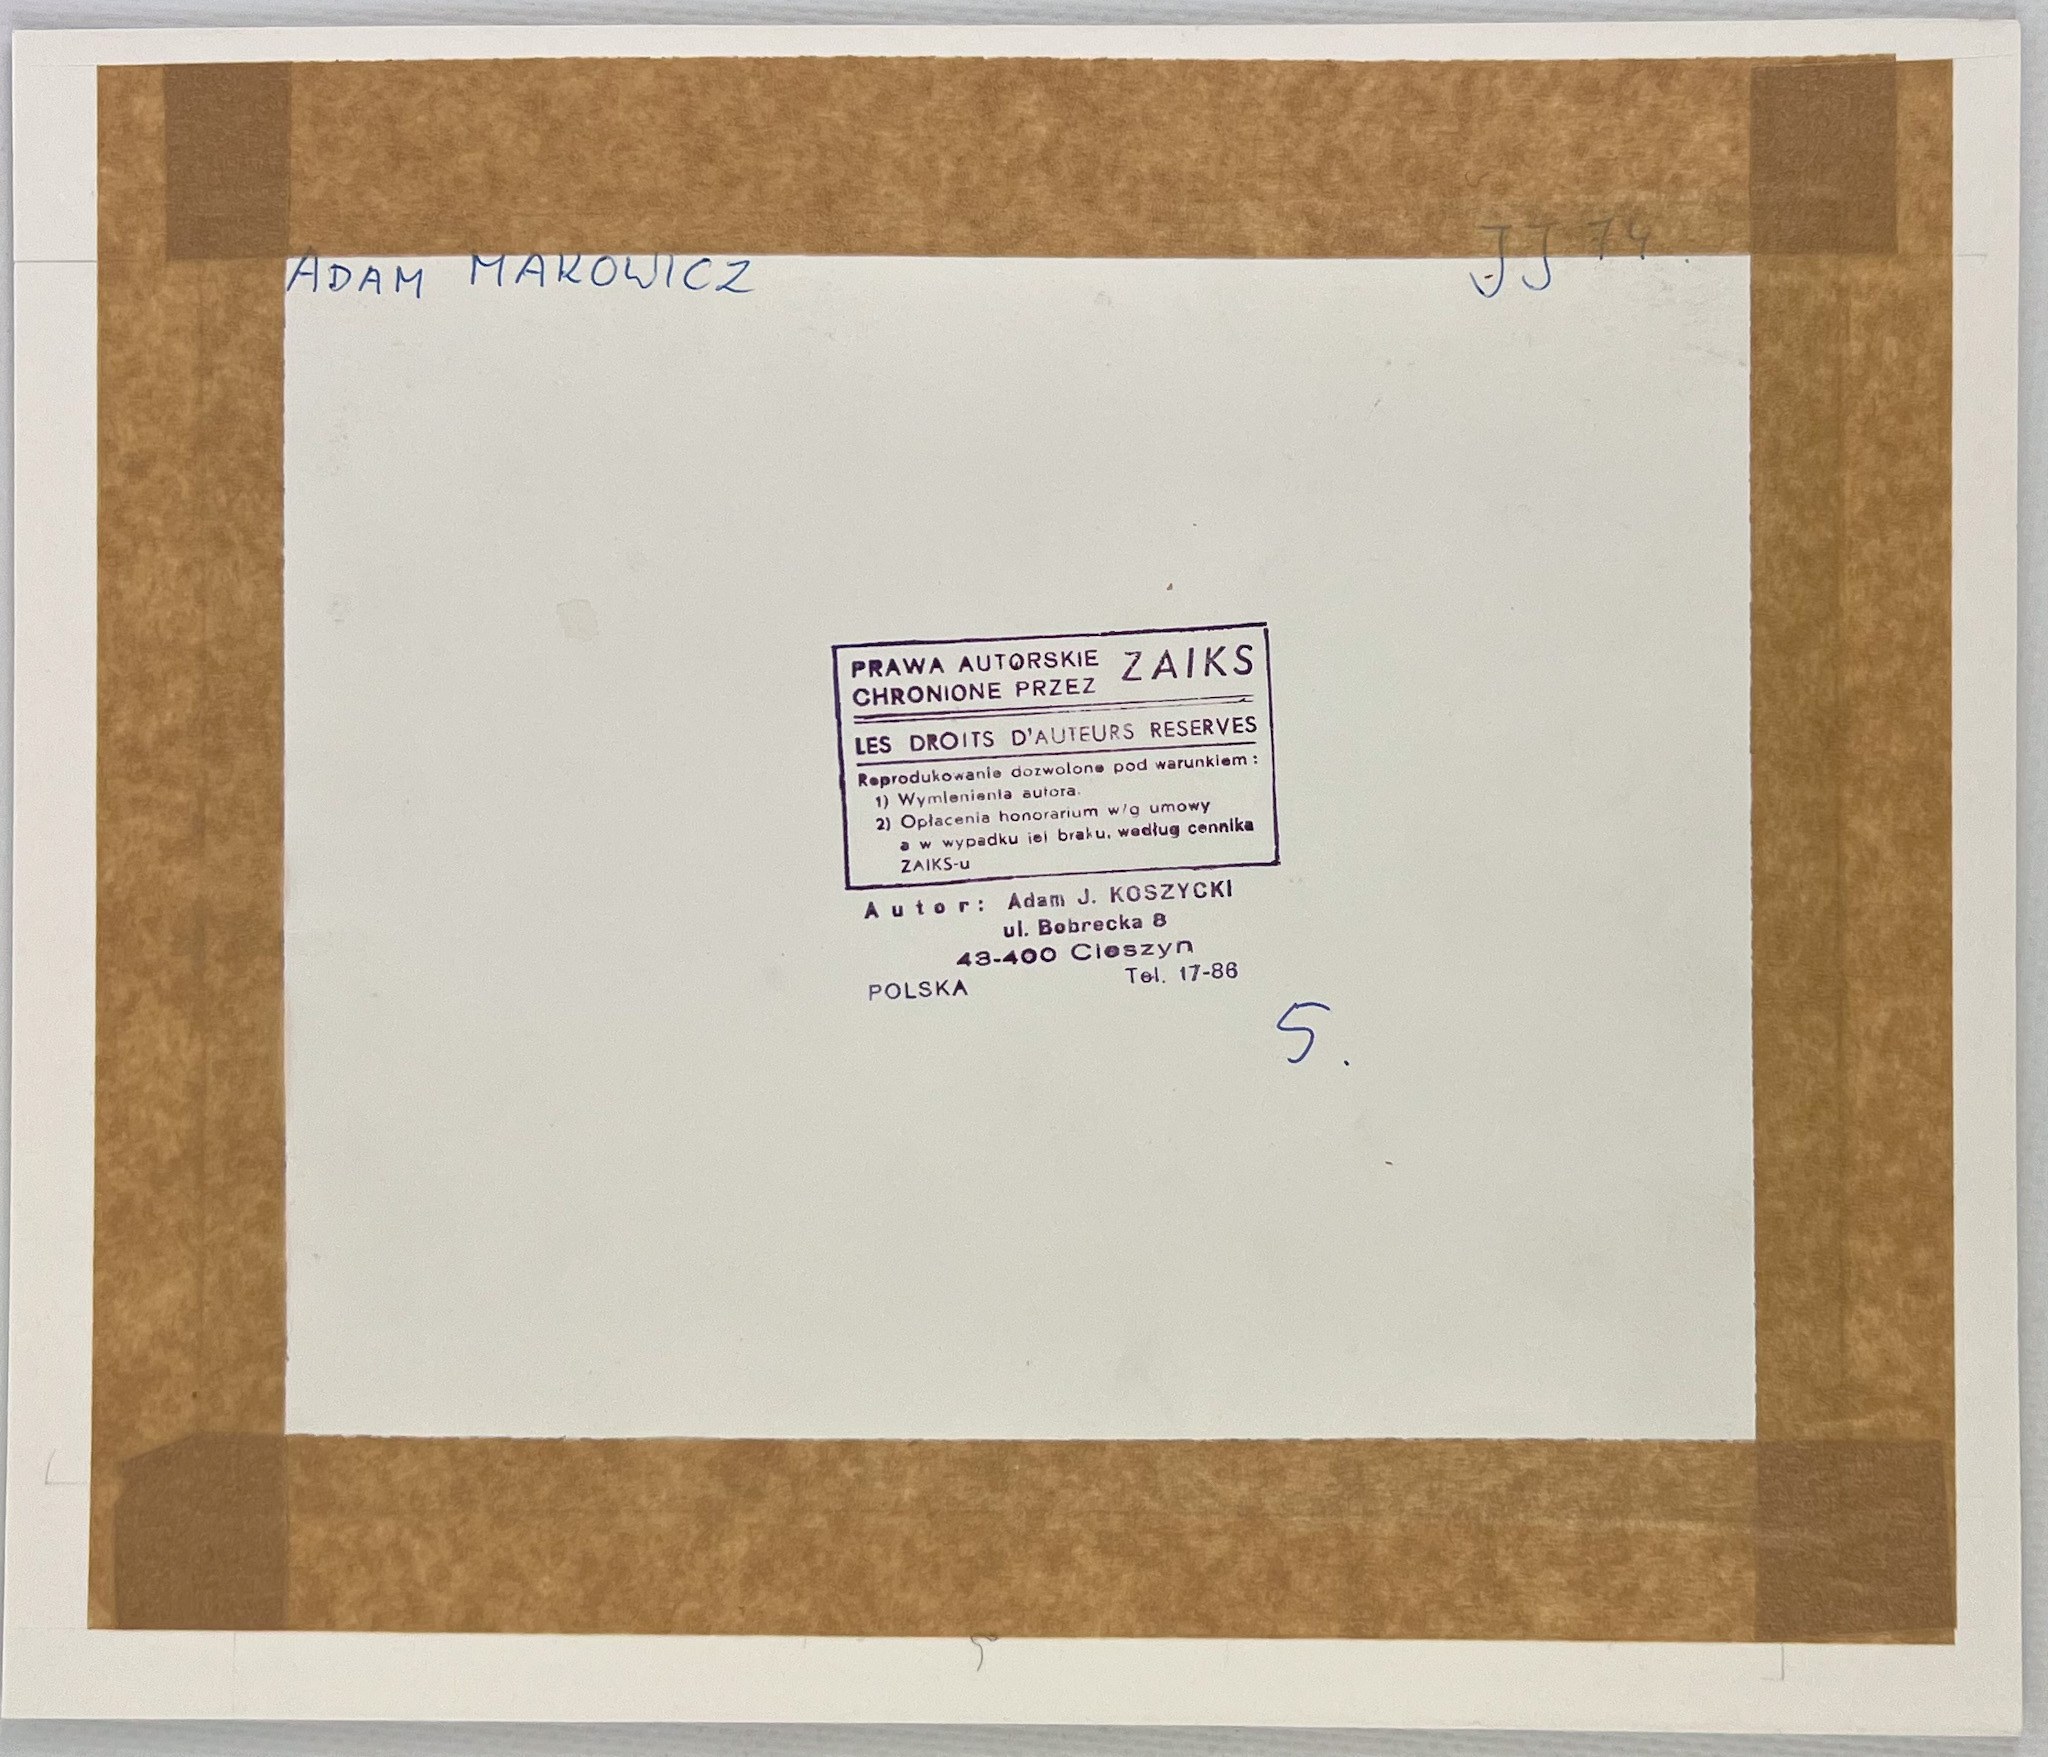 ADAM MAKOWICZ JJ 74.
PRAWA AUTORSKIE ZAIKS
CHRONIONE PRZEZ
LES DROITS D'AUTEURS RESERVES
Reprodukowanie dozwolone pod warunkiem:
1) Wymienienia autora.
2) Opłacenia honorarium w/g umowy
a w wypadku jej braku, według cennika
ZAIKS-u
Autor: Adam J. KOSZYCKI
ul. Bobrecka 8
43-400 Cieszyn
Tel. 17-86
POLSKA
5.
5